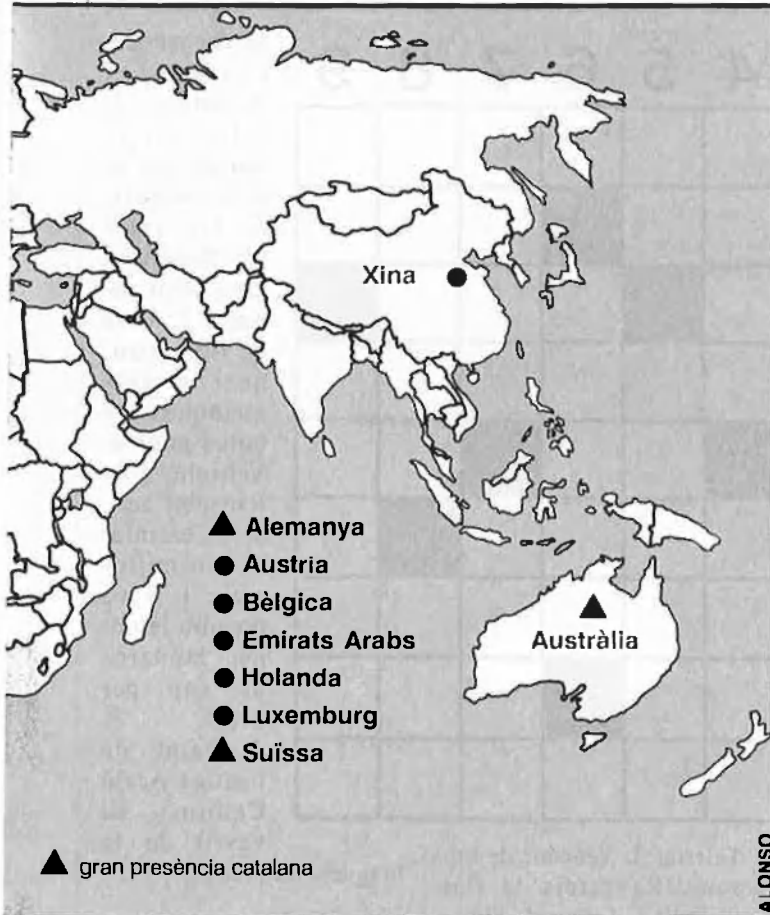 Xina
▲ Alemanya
● Austria
● Bèlgica
● Emirats Arabs
● Holanda
● Luxemburg
▲ Suïssa
Austràlia
▲ gran presència catalana
ALONSO